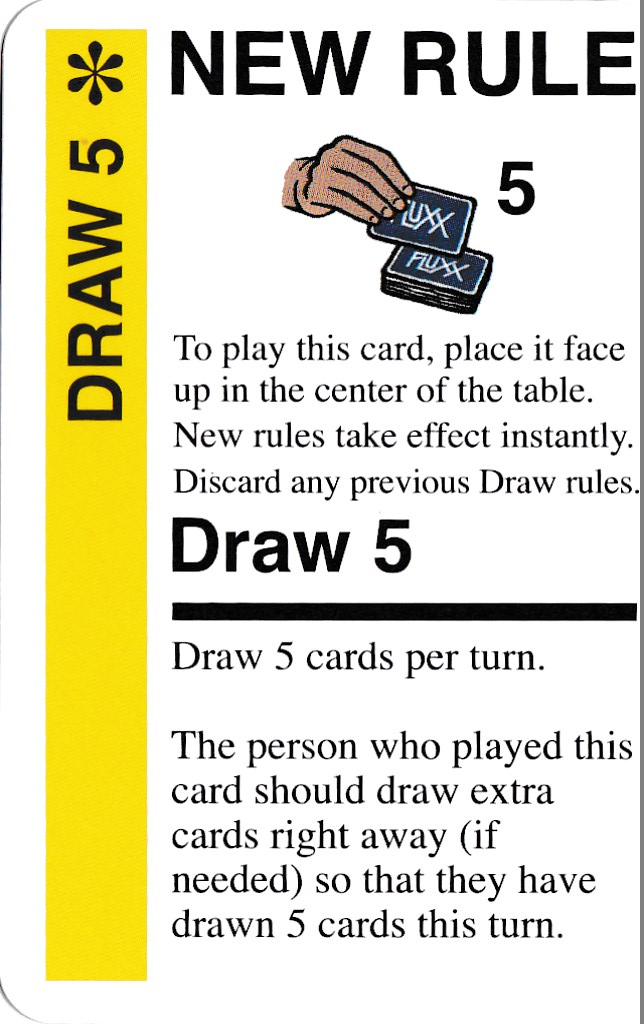 * DRAW 5
NEW RULE
5
FLUXX
FLUXX
To play this card, place it face
up in the center of the table.
New rules take effect instantly.
Discard any previous Draw rules.
Draw 5
Draw 5 cards per turn.
The person who played this
card should draw extra
cards right away (if
needed) so that they have
drawn 5 cards this turn.